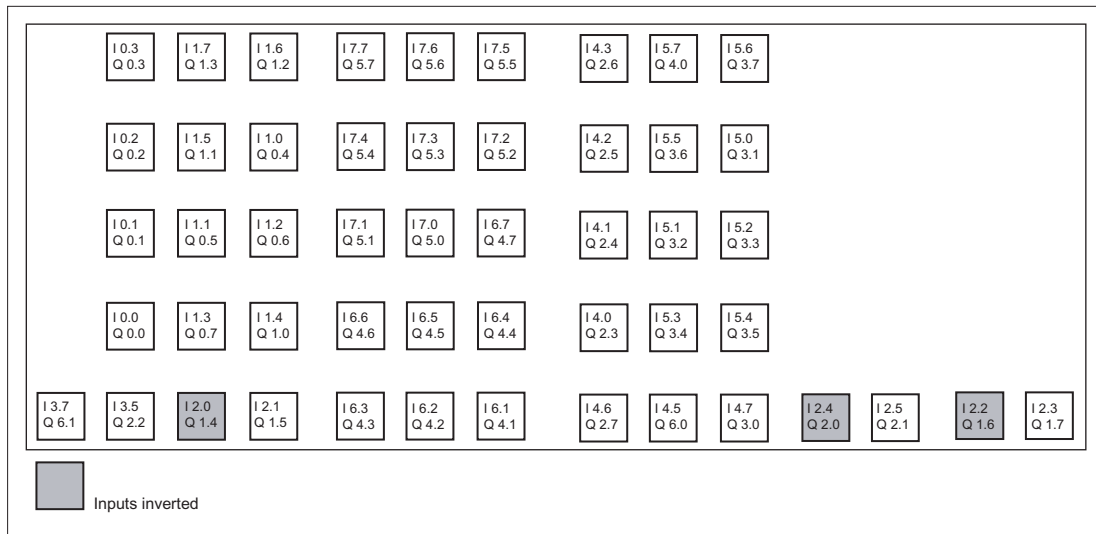 I 0.3 I 1.7 I 1.6 I 7.7 I 7.6 I 7.5 I 4.3 I 5.7 I 5.6
Q 0.3 Q 1.3 Q 1.2 Q 5.7 Q 5.6 Q 5.5 Q 2.6 Q 4.0 Q 3.7
I 0.2 I 1.5 I 1.0 I 7.4 I 7.3 I 7.2 I 4.2 I 5.5 I 5.0
Q 0.2 Q 1.1 Q 0.4 Q 5.4 Q 5.3 Q 5.2 Q 2.5 Q 3.6 Q 3.1
I 0.1 I 1.1 I 1.2 I 7.1 I 7.0 I 6.7 I 4.1 I 5.1 I 5.2
Q 0.1 Q 0.5 Q 0.6 Q 5.1 Q 5.0 Q 4.7 Q 2.4 Q 3.2 Q 3.3
I 0.0 I 1.3 I 1.4 I 6.6 I 6.5 I 6.4 I 4.0 I 5.3 I 5.4
Q 0.0 Q 0.7 Q 1.0 Q 4.6 Q 4.5 Q 4.4 Q 2.3 Q 3.4 Q 3.5
I 3.7 I 3.5 I 2.0 I 2.1 I 6.3 I 6.2 I 6.1 I 4.6 I 4.5 I 4.7 I 2.4 I 2.5 I 2.2 I 2.3
Q 6.1 Q 2.2 Q 1.4 Q 1.5 Q 4.3 Q 4.2 Q 4.1 Q 2.7 Q 6.0 Q 3.0 Q 2.0 Q 2.1 Q 1.6 Q 1.7
Inputs inverted